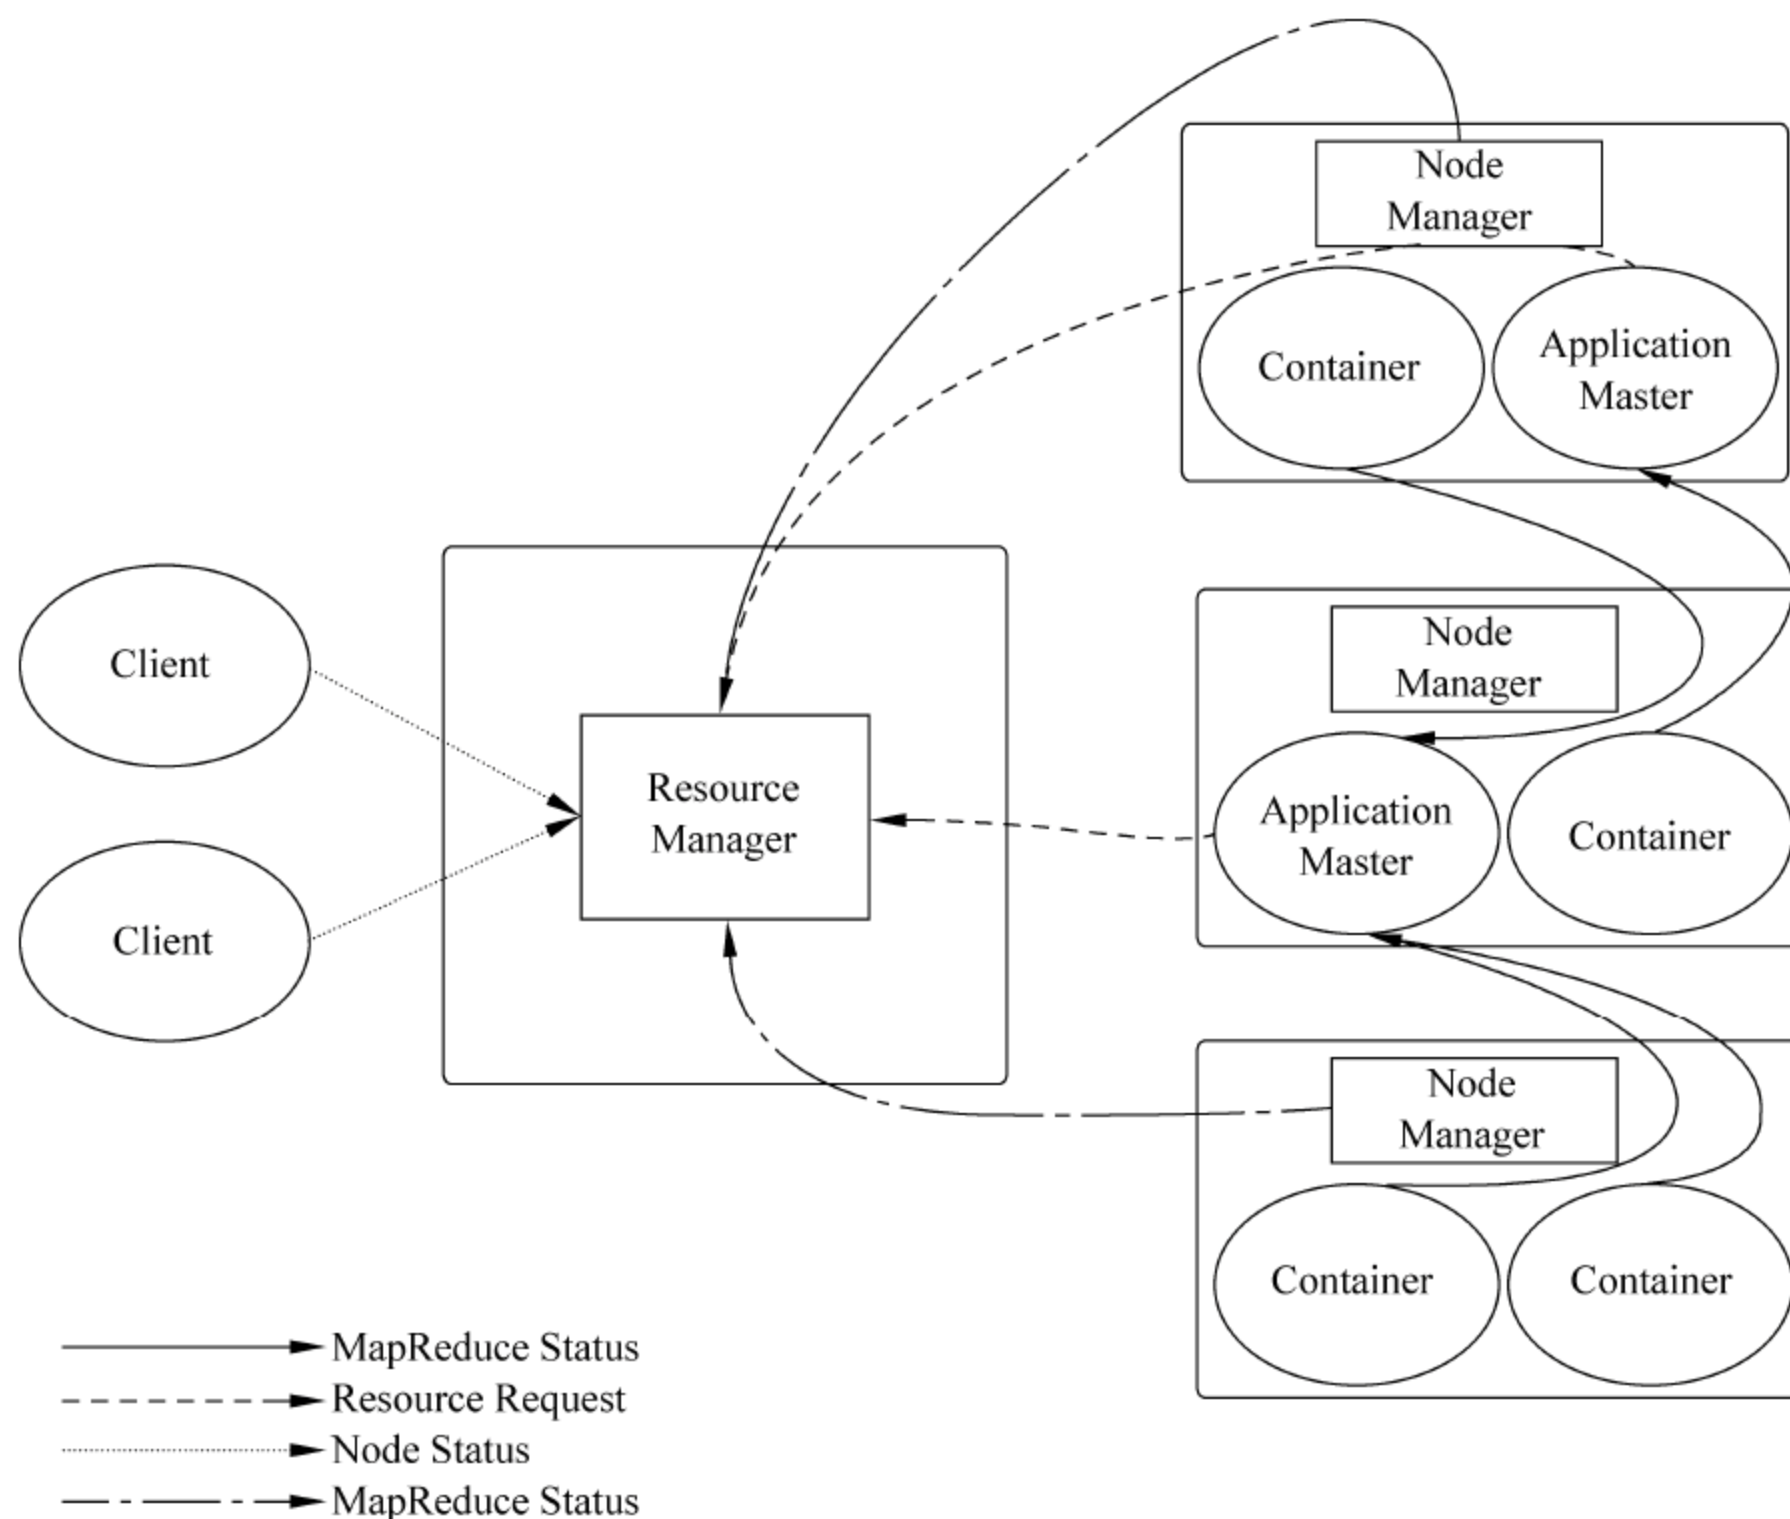 Node
Manager
Container
Application
Master
Client
Client
Resource
Manager
Node
Manager
Application
Master
Container
Node
Manager
Container
Container
MapReduce Status
Resource Request
Node Status
MapReduce Status